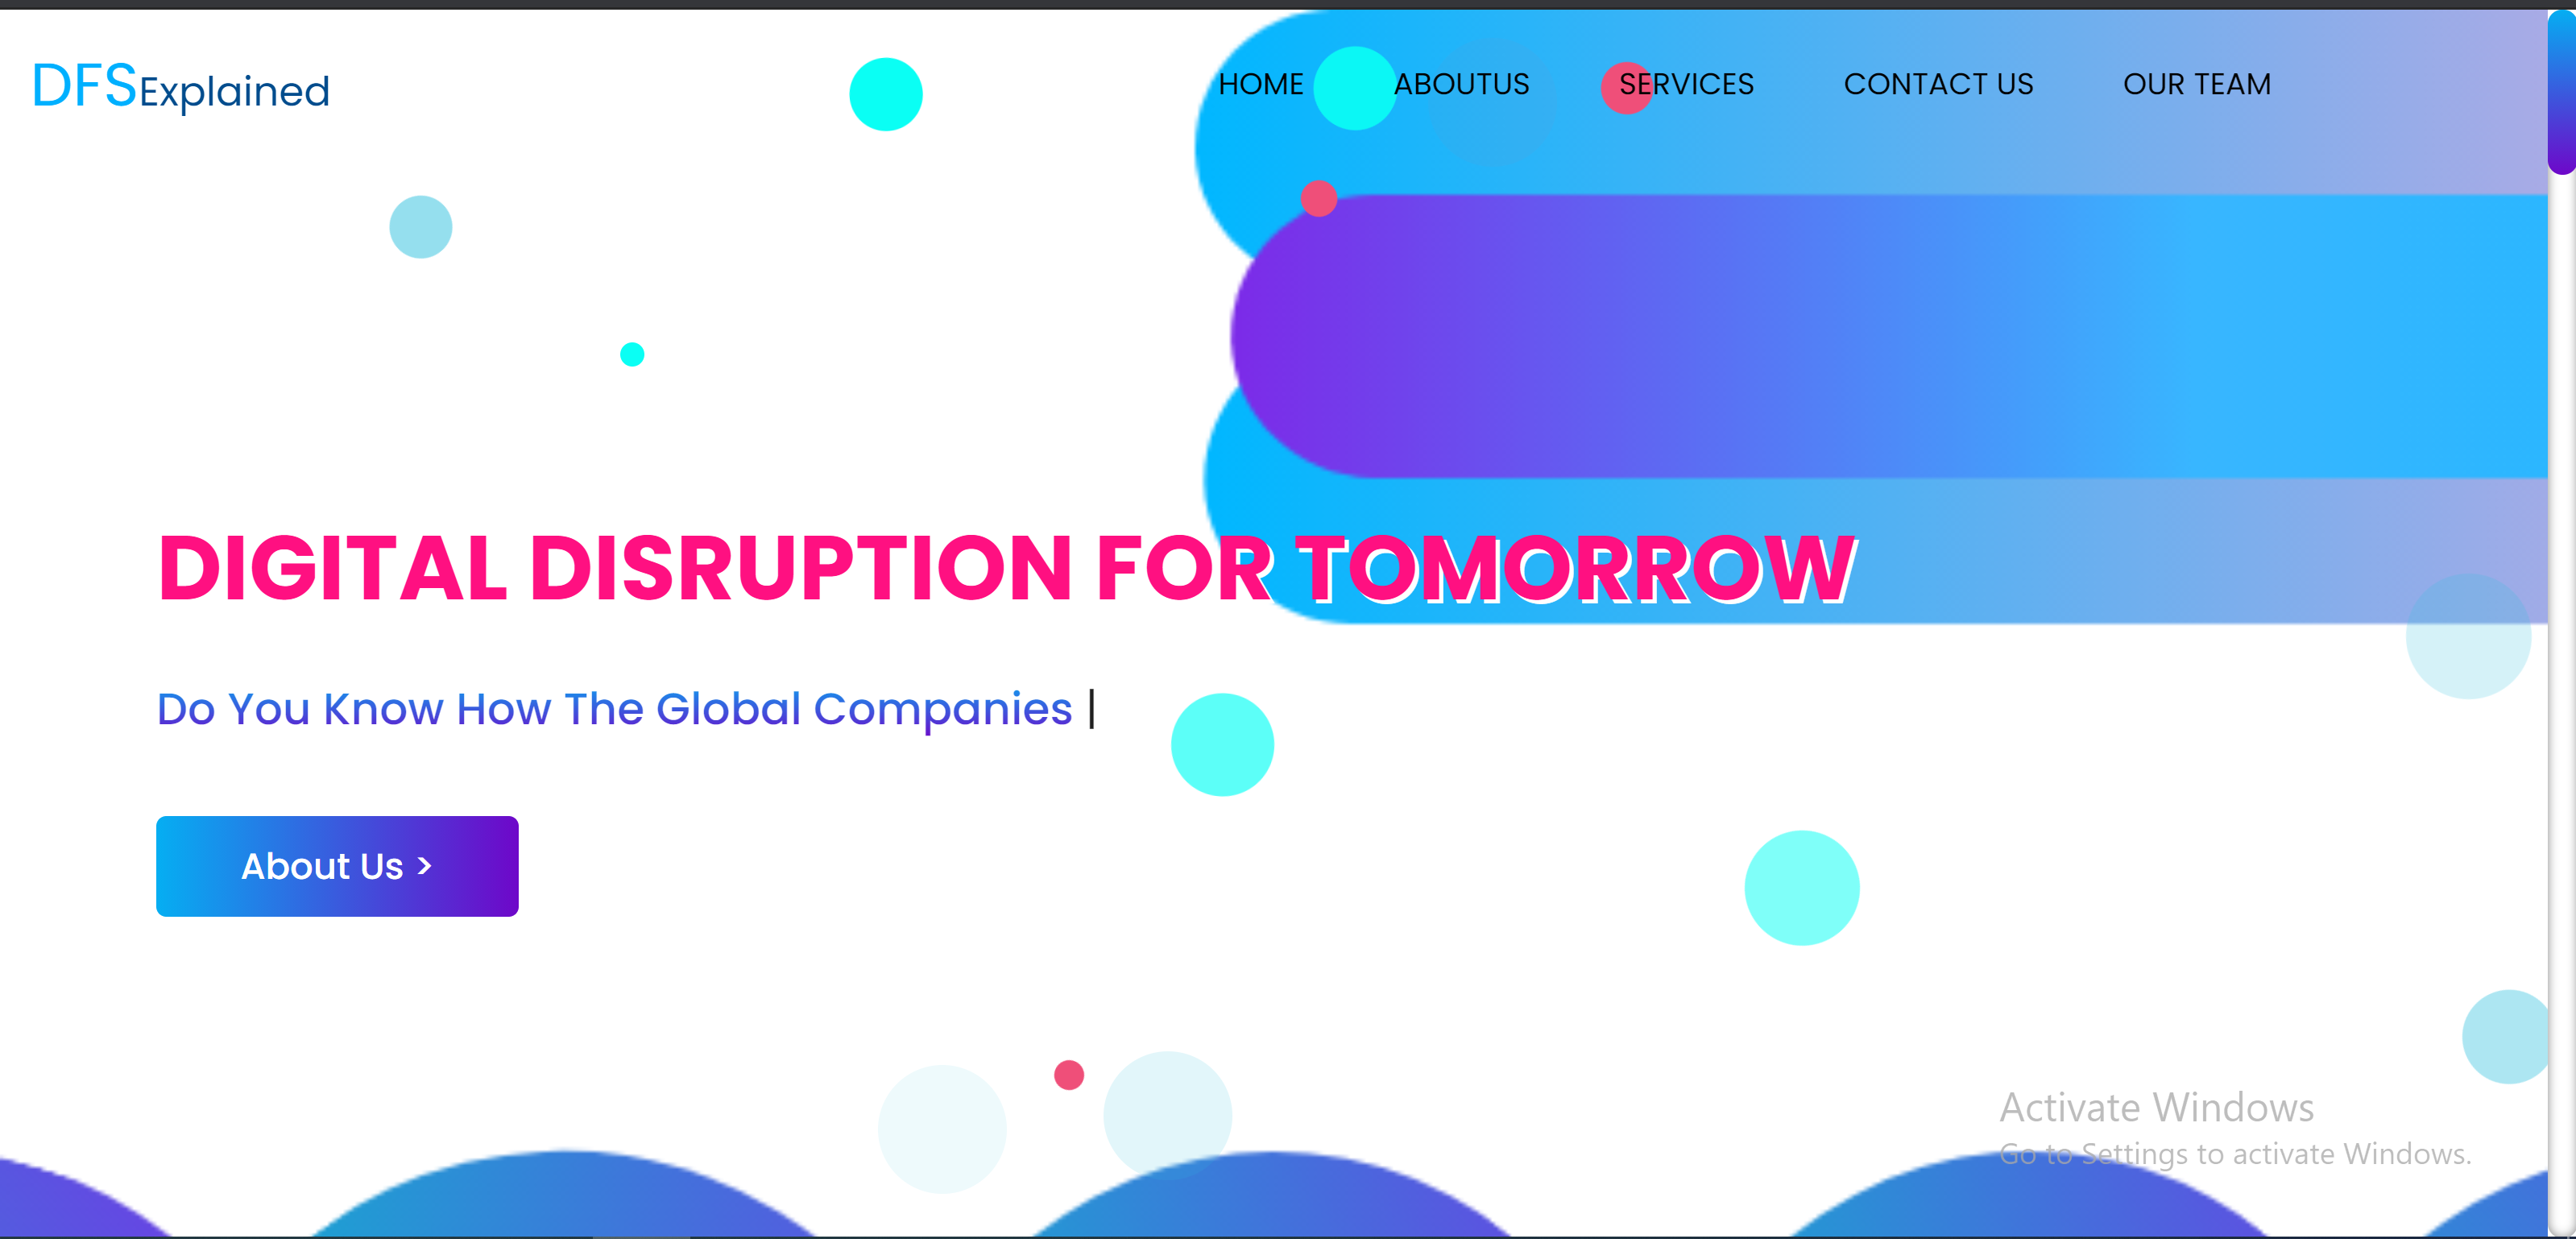 DFSExplained
HOME ABOUTUS SERVICES CONTACT US OUR TEAM
DIGITAL DISRUPTION FOR TOMORROW
Do You Know How The Global Companies |
About Us >
Activate Windows
Go to Settings to activate Windows.